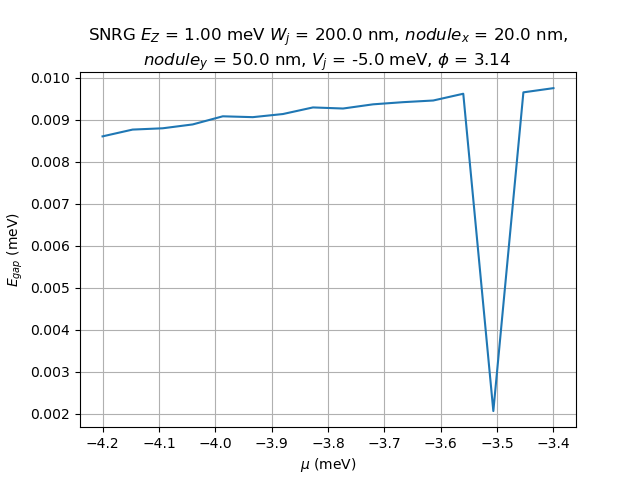 SNRG E_Z = 1.00 meV W_j = 200.0 nm, nodule_x = 20.0 nm,
nodule_y = 50.0 nm, V_j = -5.0 meV, ϕ = 3.14
0.010
0.009
0.008
0.007
0.006
0.005
0.004
0.003
0.002
E_gap (meV)
−4.2 −4.1 −4.0 −3.9 −3.8 −3.7 −3.6 −3.5 −3.4
μ (meV)